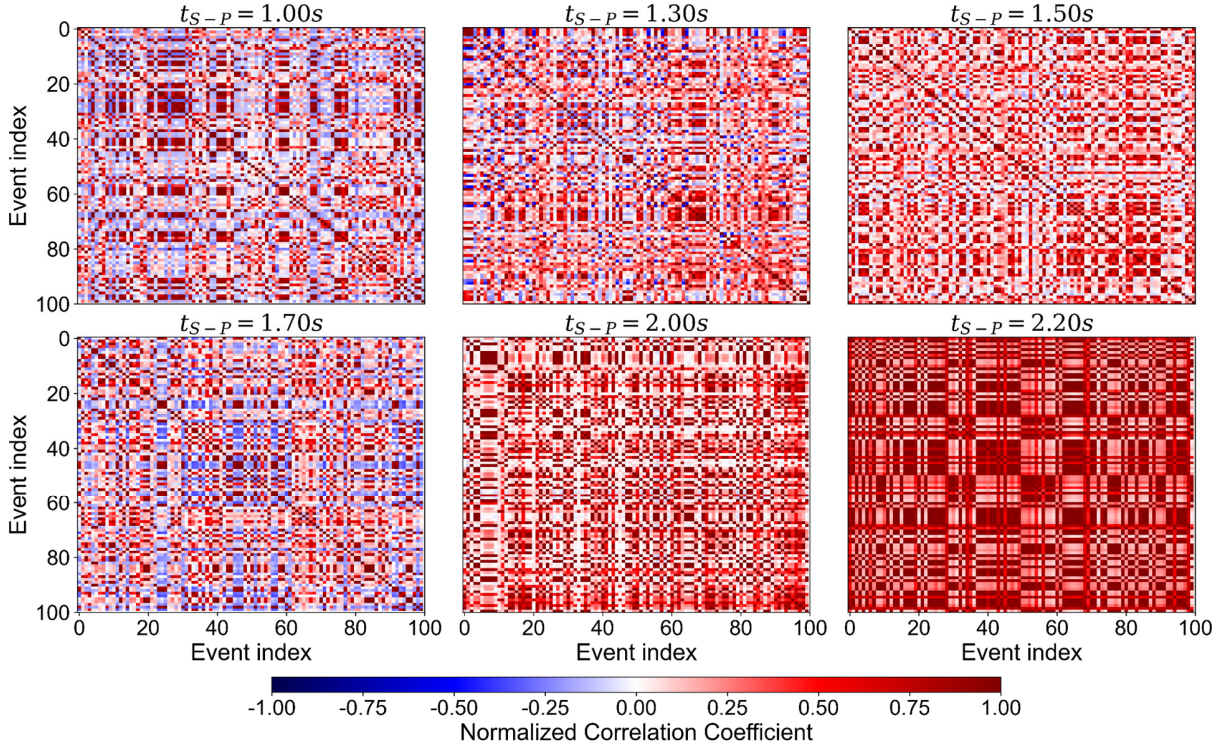 t_{S-P} = 1.00s t_{S-P} = 1.30s t_{S-P} = 1.50s
0
20
40
60
80
100
Event index
t_{S-P} = 1.70s t_{S-P} = 2.00s t_{S-P} = 2.20s
0
20
40
60
80
100
Event index
0 20 40 60 80 100 0 20 40 60 80 100 0 20 40 60 80 100
Event index Event index Event index
-1.00 -0.75 -0.50 -0.25 0.00 0.25 0.50 0.75 1.00
Normalized Correlation Coefficient